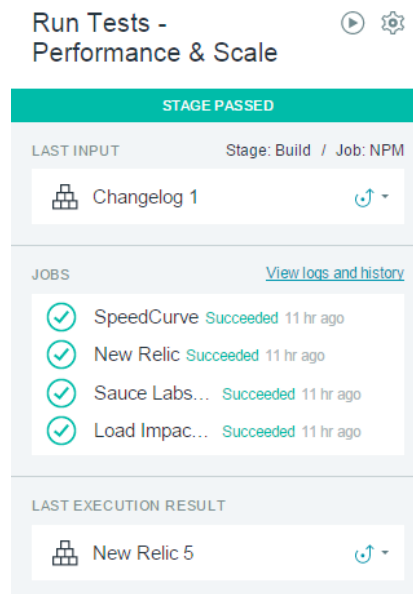 Run Tests -
Performance & Scale
STAGE PASSED
LAST INPUT Stage: Build / Job: NPM
Changelog 1
JOBS View logs and history
SpeedCurve Succeeded 11 hr ago
New Relic Succeeded 11 hr ago
Sauce Labs... Succeeded 11 hr ago
Load Impac... Succeeded 11 hr ago
LAST EXECUTION RESULT
New Relic 5